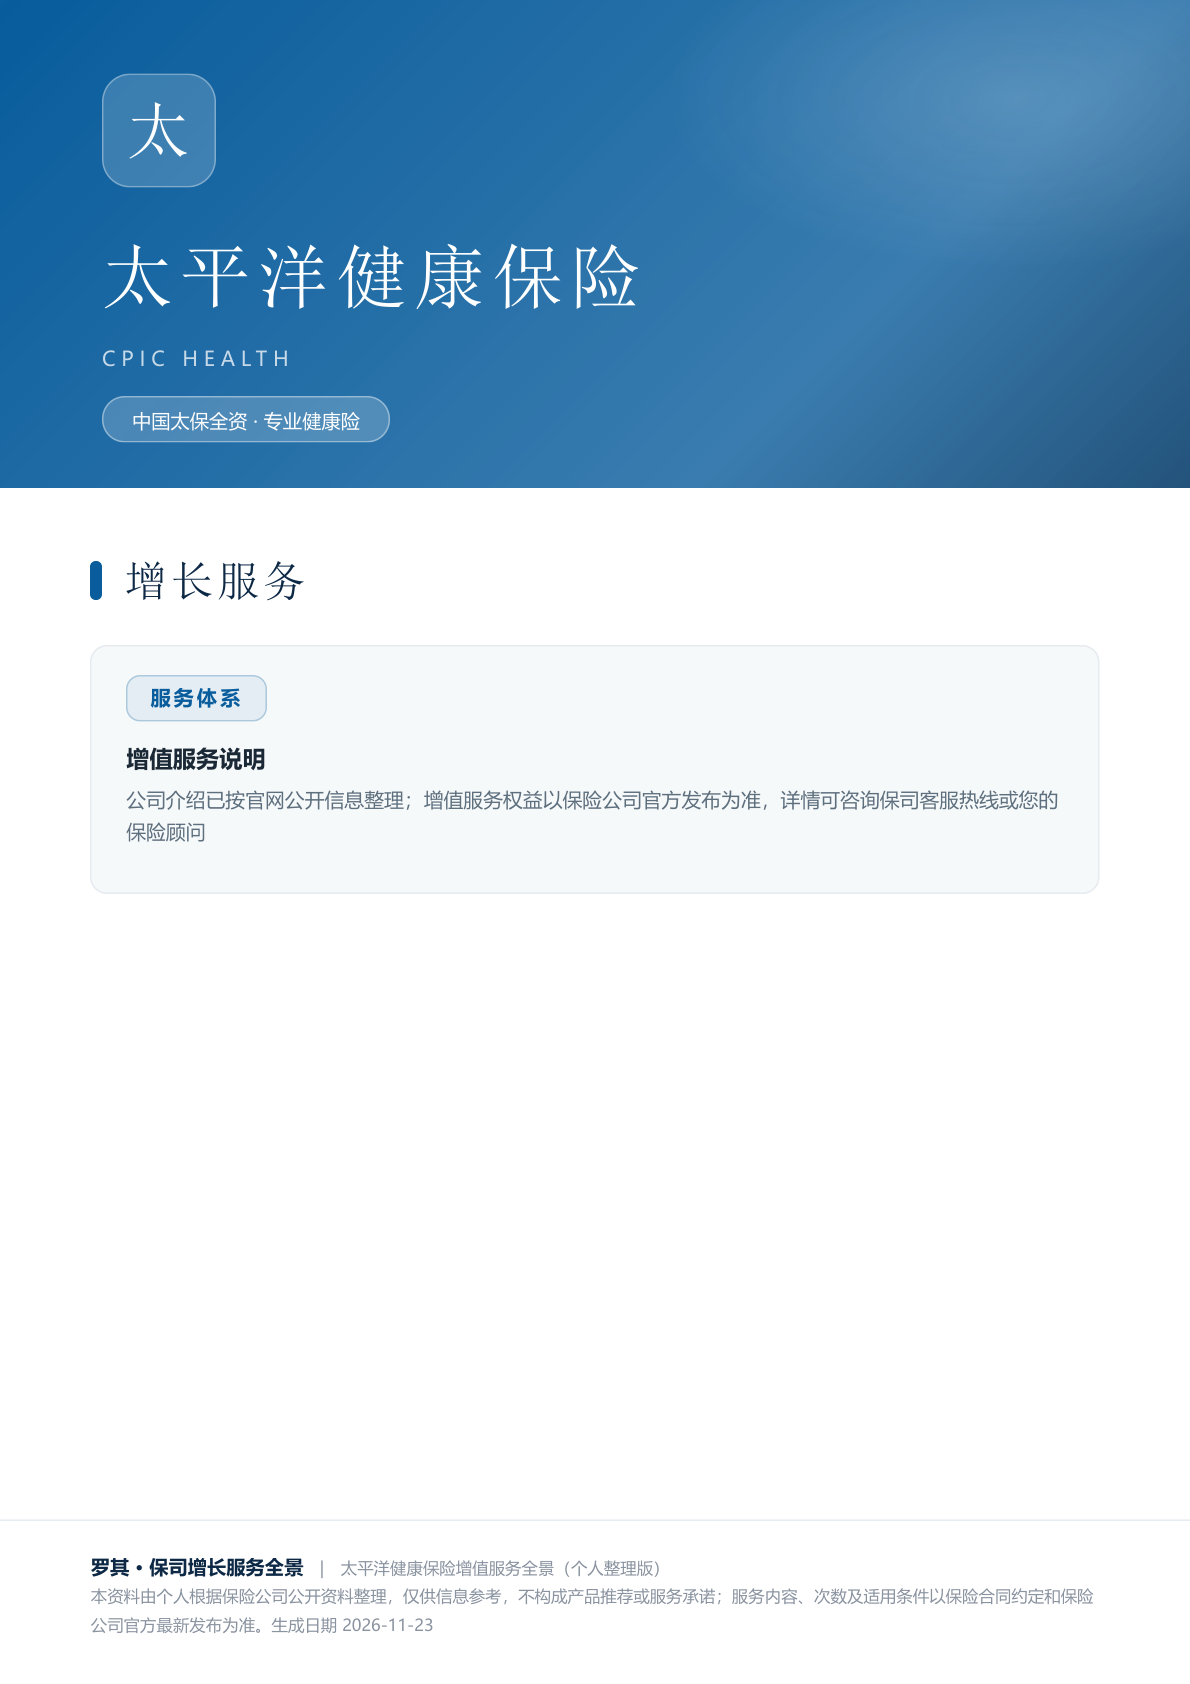 太
太平洋健康保险
CPIC HEALTH
中国太保全资 · 专业健康险
增长服务
服务体系
增值服务说明
公司介绍已按官网公开信息整理；增值服务权益以保险公司官方发布为准，详情可咨询保司客服热线或您的
保险顾问
罗其 • 保司增长服务全景 | 太平洋健康保险增值服务全景（个人整理版）
本资料由个人根据保险公司公开资料整理，仅供信息参考，不构成产品推荐或服务承诺；服务内容、次数及适用条件以保险合同约定和保险
公司官方最新发布为准。生成日期 2026-11-23